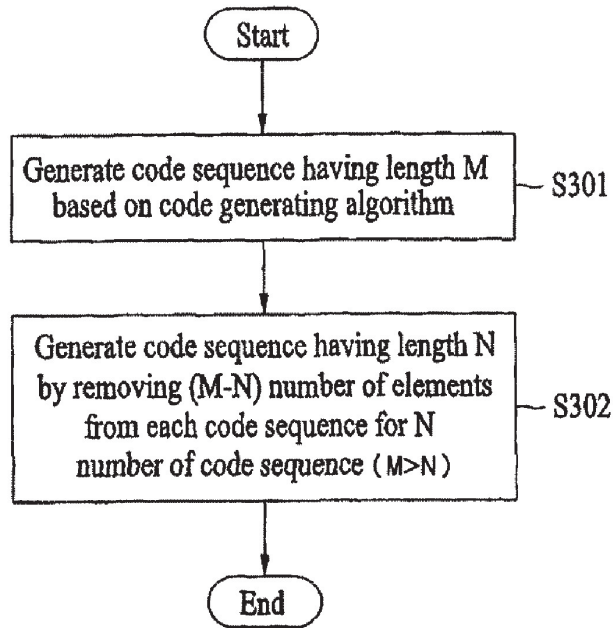 Start
Generate code sequence having length M
based on code generating algorithm
S301
Generate code sequence having length N
by removing (M-N) number of elements
from each code sequence for N
number of code sequence (M>N)
S302
End